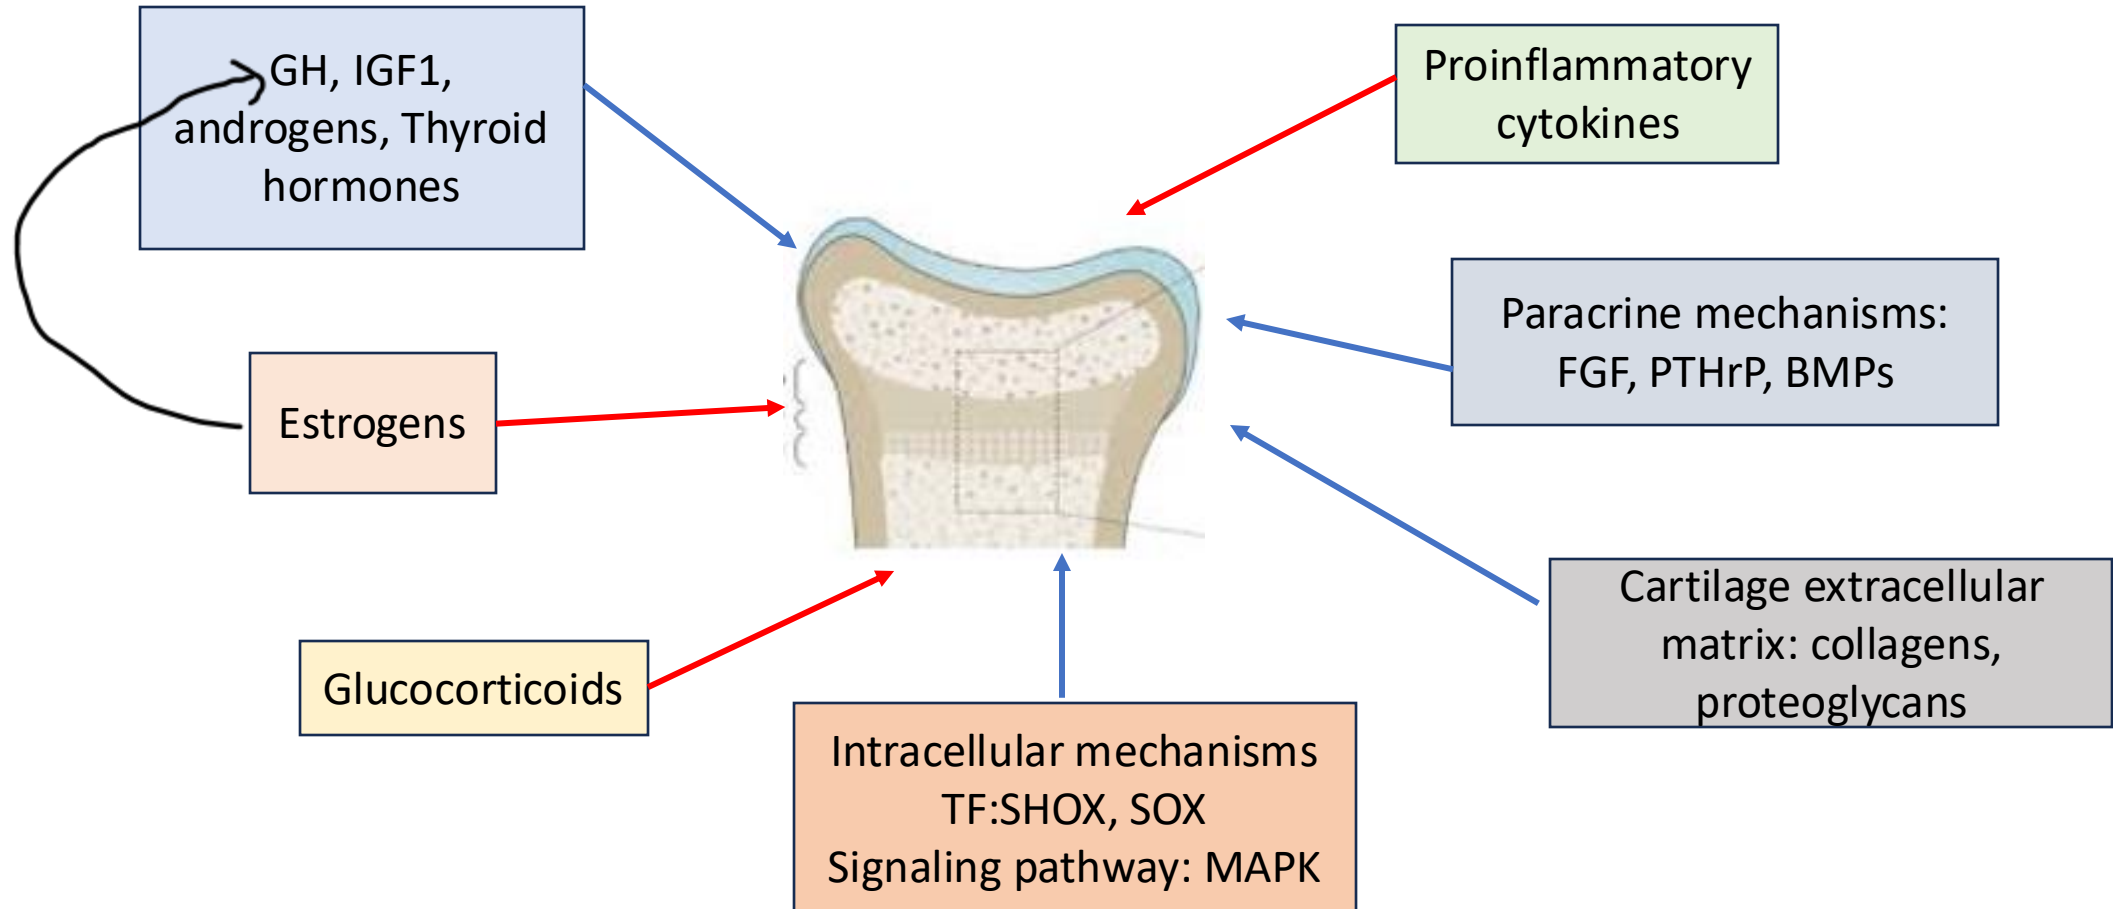 GH, IGF1,
androgens, Thyroid
hormones
Proinflammatory
cytokines
Paracrine mechanisms:
FGF, PTHrP, BMPs
Estrogens
Cartilage extracellular
matrix: collagens,
proteoglycans
Glucocorticoids
Intracellular mechanisms
TF:SHOX, SOX
Signaling pathway: MAPK